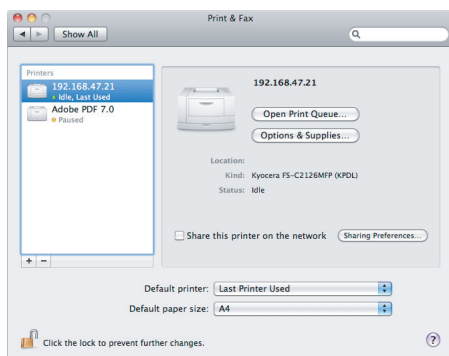 Print & Fax
Show All
Printers
192.168.47.21
Idle, Last Used
Adobe PDF 7.0
Paused
192.168.47.21
Open Print Queue...
Options & Supplies...
Location:
Kind: Kyocera FS-C2126MFP (KPDL)
Status: Idle
Share this printer on the network Sharing Preferences...
+ −
Default printer: Last Printer Used
Default paper size: A4
Click the lock to prevent further changes. ?